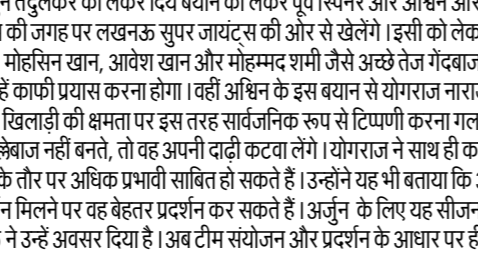 तेंदुलकर को लेकर दिये बयान को लेकर पूर्व स्पिनर आर अश्विन
की जगह पर लखनऊ सुपर जायंट्स की ओर से खेलेंगे ।इसी को
मोहसिन खान, आवेश खान और मोहम्मद शमी जैसे अच्छे तेज गेंदबाज
काफी प्रयास करना होगा । वहीं अश्विन के इस बयान से योगराज
खिलाड़ी की क्षमता पर इस तरह सार्वजनिक रूप से टिप्पणी करना
नहीं बनते, तो वह अपनी दाढ़ी कटवा लेंगे ।योगराज ने साथ ही
के तौर पर अधिक प्रभावी साबित हो सकते हैं ।उन्होंने यह भी बताया कि
मिलने पर वह बेहतर प्रदर्शन कर सकते हैं ।अर्जुन के लिए यह सीजन
ने उन्हें अवसर दिया है ।अब टीम संयोजन और प्रदर्शन के आधार पर